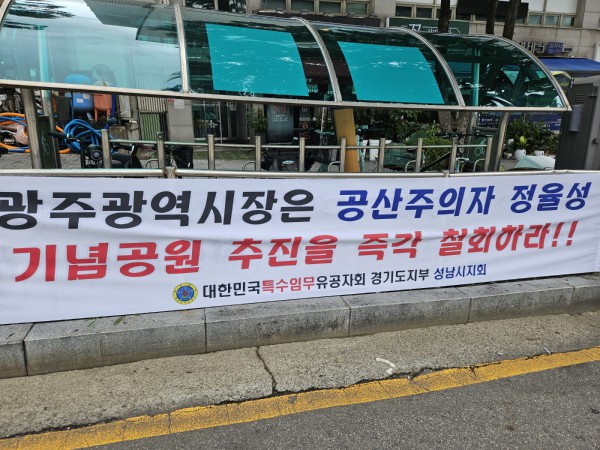 광주광역시장은 공산주의자 정율성
기념공원 추진을 즉각 철회하라!!
대한민국특수임무유공자회 경기도지부 성남시지회